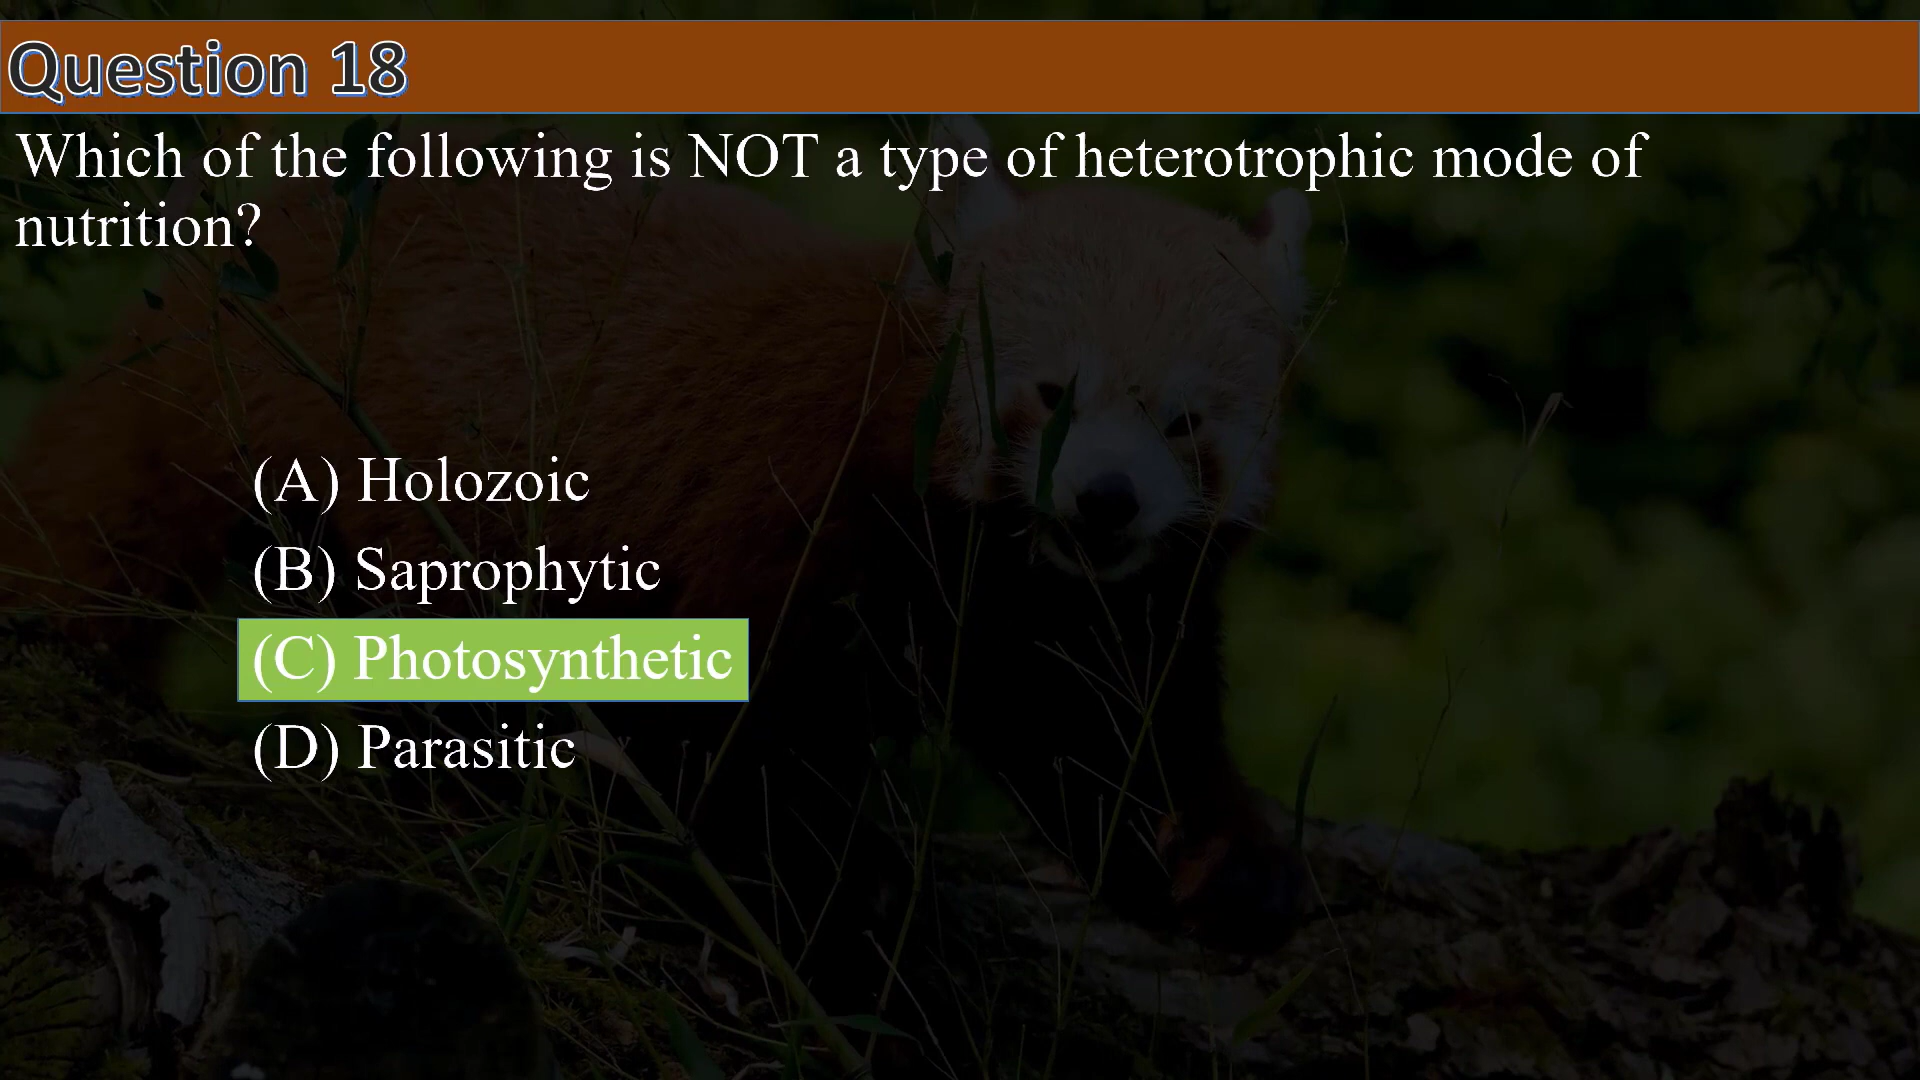 Question 18
Which of the following is NOT a type of heterotrophic mode of
nutrition?
(A) Holozoic
(B) Saprophytic
(C) Photosynthetic
(D) Parasitic